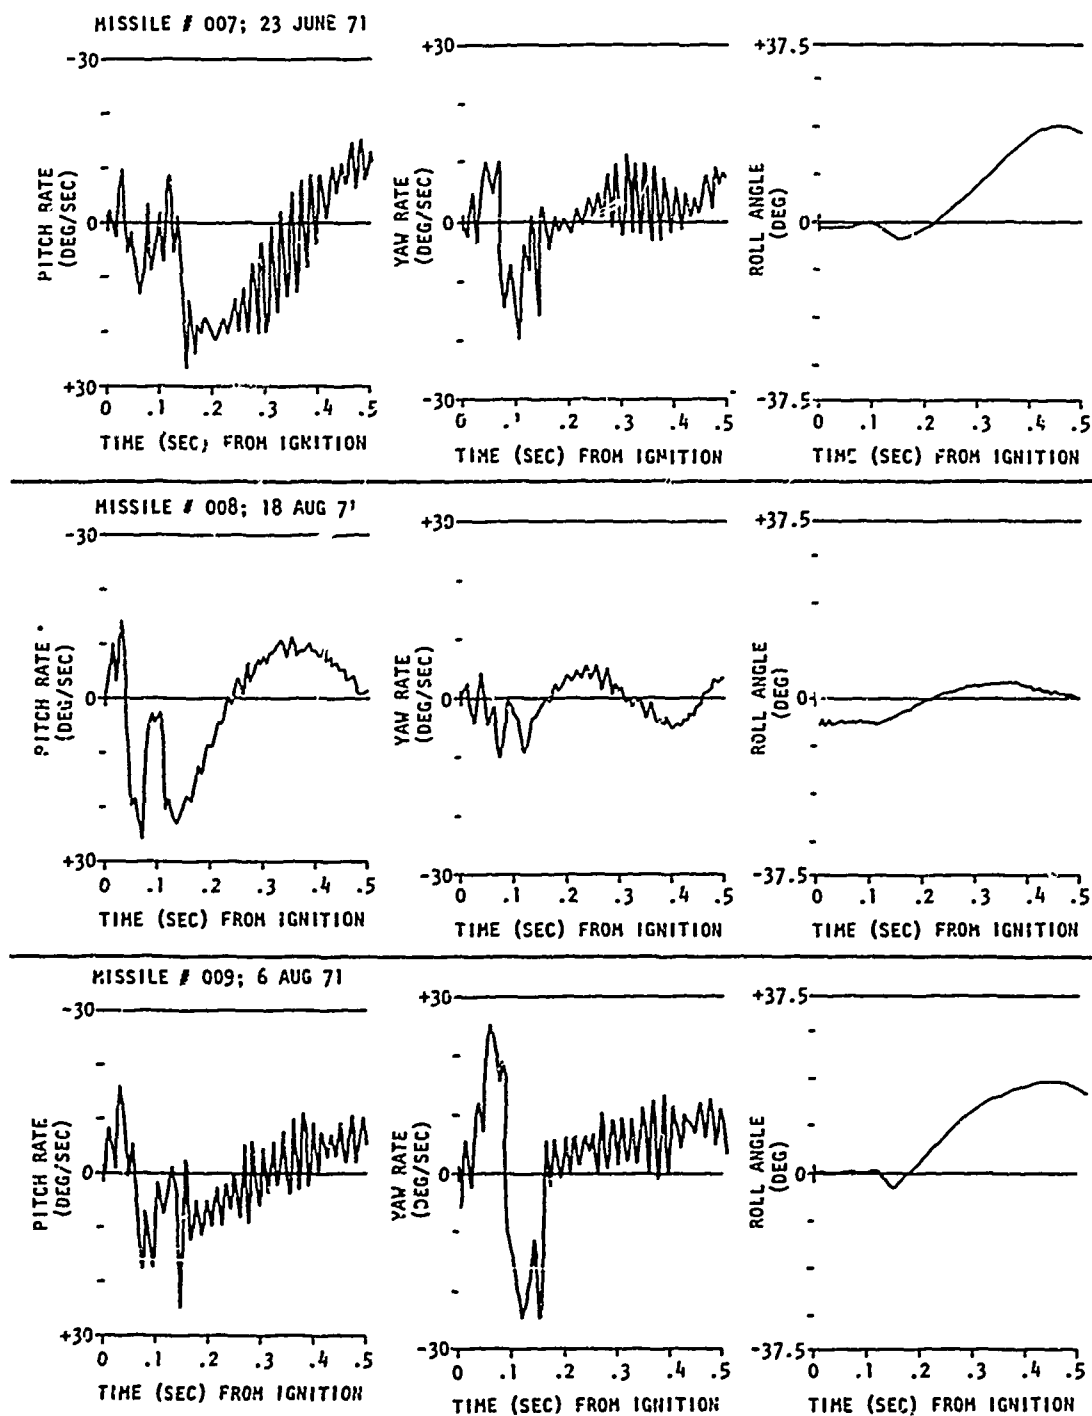 MISSILE # 007; 23 JUNE 71
-30
0
+30
PITCH RATE
(DEG/SEC)
0 .1 .2 .3 .4 .5
TIME (SEC) FROM IGNITION
+30
0
-30
YAW RATE
(DEG/SEC)
0 .1 .2 .3 .4 .5
TIME (SEC) FROM IGNITION
+37.5
0
-37.5
ROLL ANGLE
(DEG)
0 .1 .2 .3 .4 .5
TIME (SEC) FROM IGNITION
MISSILE # 008; 18 AUG 71
-30
0
+30
PITCH RATE
(DEG/SEC)
0 .1 .2 .3 .4 .5
TIME (SEC) FROM IGNITION
+30
0
-30
YAW RATE
(DEG/SEC)
0 .1 .2 .3 .4 .5
TIME (SEC) FROM IGNITION
+37.5
0
-37.5
ROLL ANGLE
(DEG)
0 .1 .2 .3 .4 .5
TIME (SEC) FROM IGNITION
MISSILE # 009; 6 AUG 71
-30
0
+30
PITCH RATE
(DEG/SEC)
0 .1 .2 .3 .4 .5
TIME (SEC) FROM IGNITION
+30
0
-30
YAW RATE
(DEG/SEC)
0 .1 .2 .3 .4 .5
TIME (SEC) FROM IGNITION
+37.5
0
-37.5
ROLL ANGLE
(DEG)
0 .1 .2 .3 .4 .5
TIME (SEC) FROM IGNITION